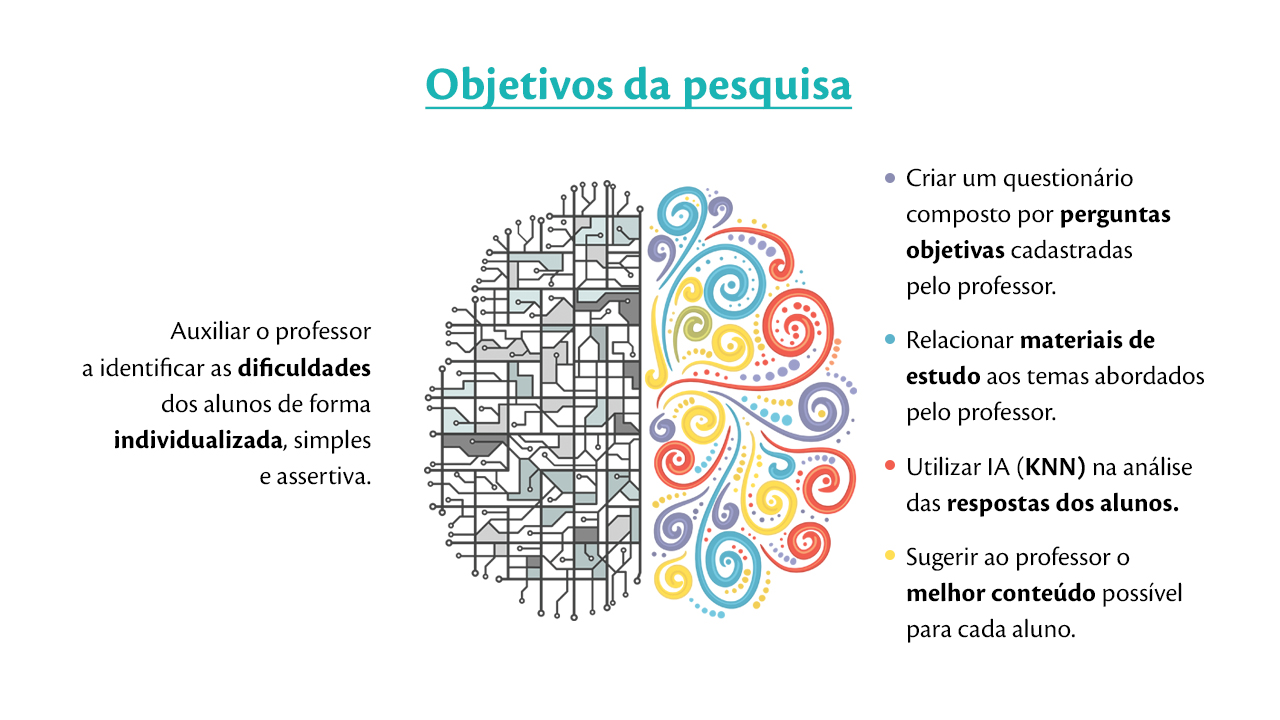 Objetivos da pesquisa
Auxiliar o professor
a identificar as dificuldades
dos alunos de forma
individualizada, simples
e assertiva.
Criar um questionário
composto por perguntas
objetivas cadastradas
pelo professor.
Relacionar materiais de
estudo aos temas abordados
pelo professor.
Utilizar IA (KNN) na análise
das respostas dos alunos.
Sugerir ao professor o
melhor conteúdo possível
para cada aluno.